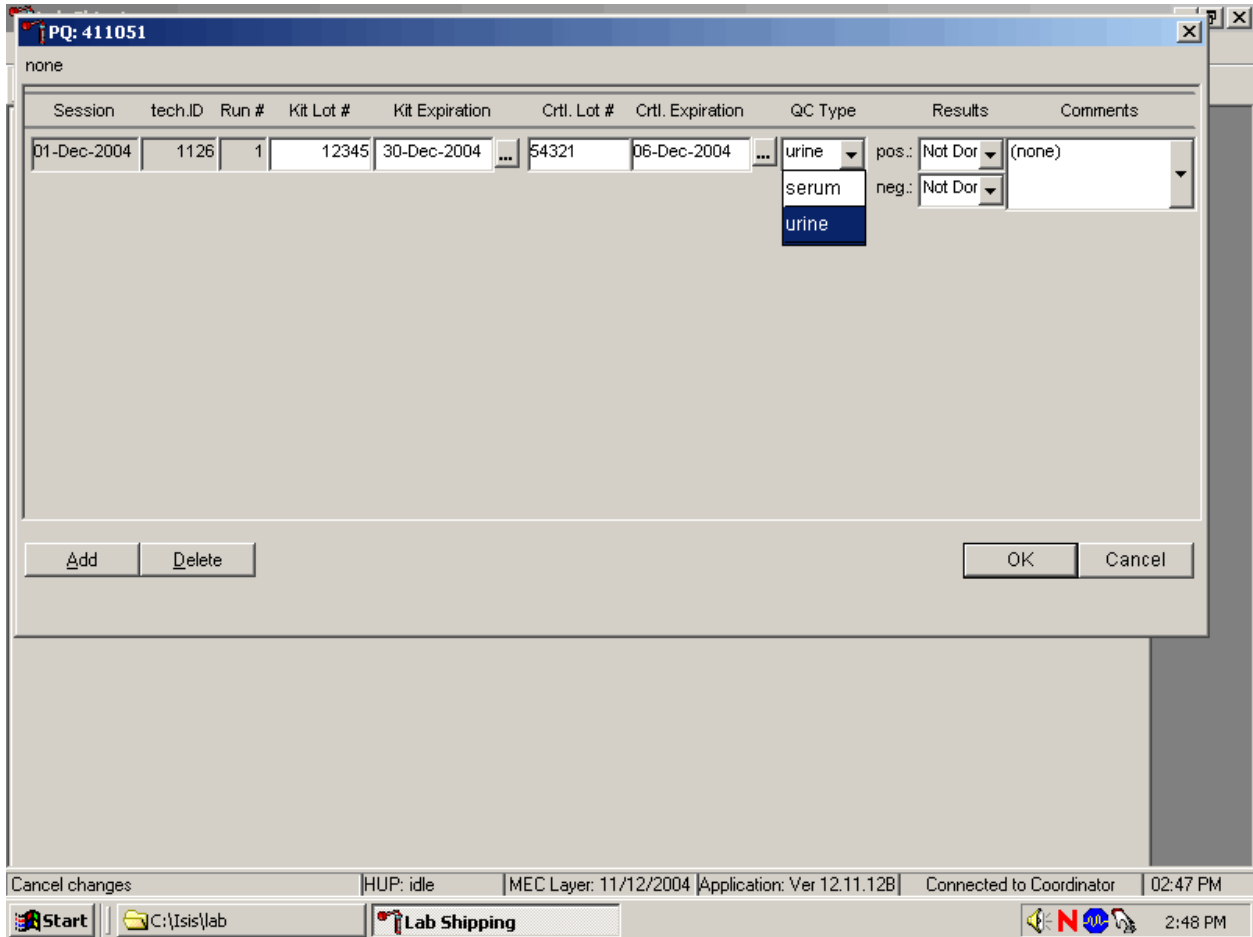 PQ: 411051
none
Session tech.ID Run # Kit Lot # Kit Expiration Crtl. Lot # Crtl. Expiration QC Type Results Comments
01-Dec-2004 1126 1 12345 30-Dec-2004 ... 54321 06-Dec-2004 ... urine pos.: Not Dor (none)
serum neg.: Not Dor
urine
Add Delete OK Cancel
Cancel changes HUP: idle MEC Layer: 11/12/2004 Application: Ver 12.11.12B Connected to Coordinator 02:47 PM
Start C:\Isis\lab Lab Shipping N 2:48 PM